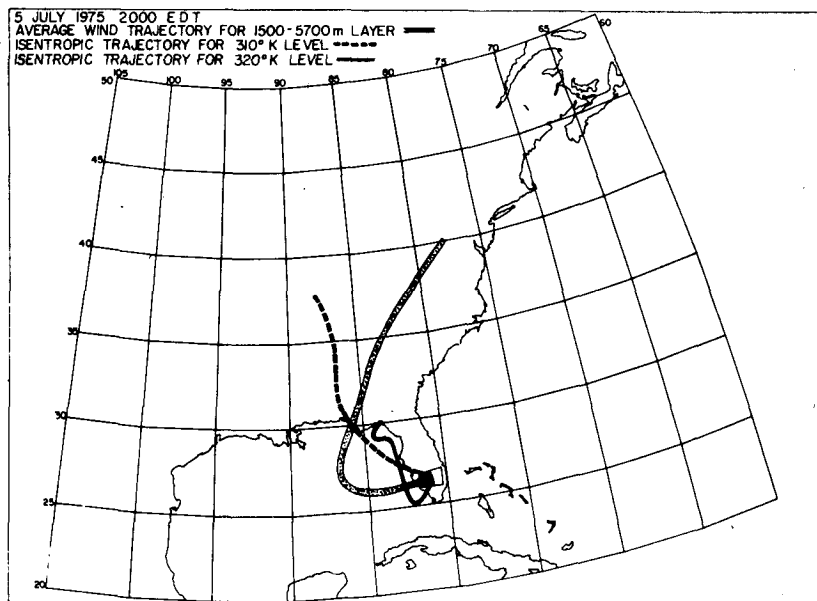 5 JULY 1975 2000 EDT
AVERAGE WIND TRAJECTORY FOR 1500-5700m LAYER
ISENTROPIC TRAJECTORY FOR 310°K LEVEL
ISENTROPIC TRAJECTORY FOR 320°K LEVEL
105 100 95 90 85 80 75 70 65 60
50
45
40
35
30
25
20